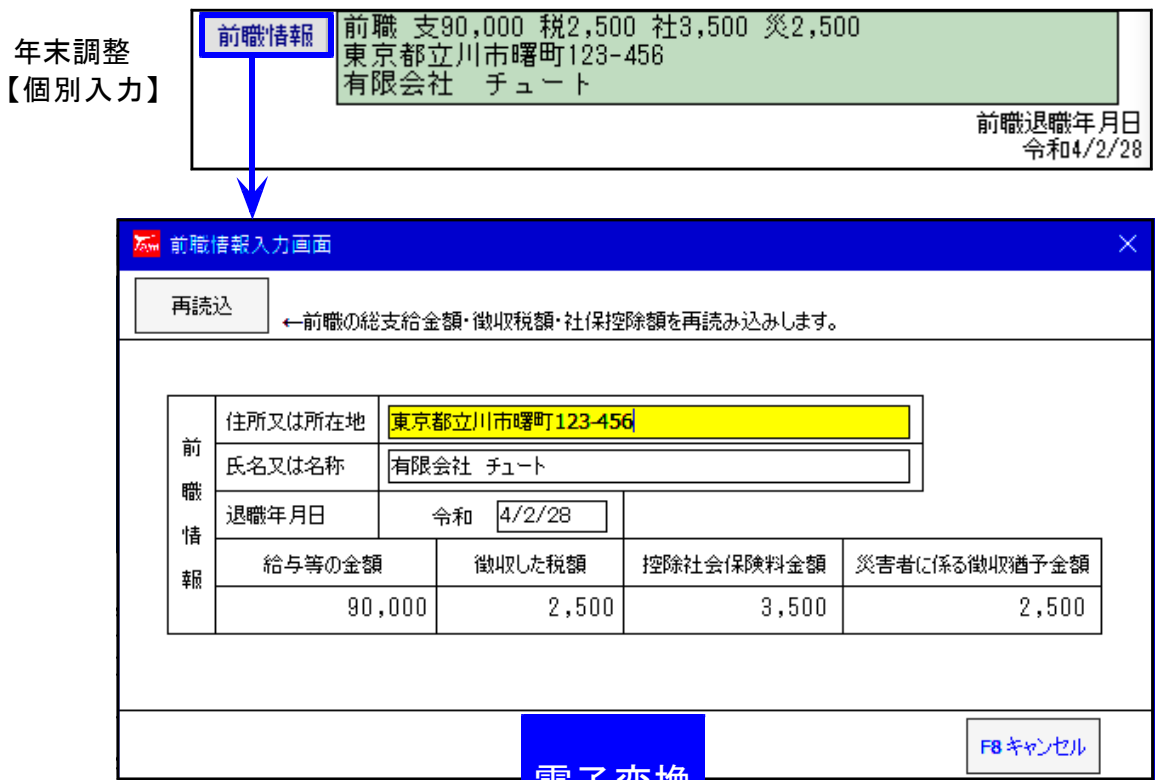 年末調整
【個別入力】
前職情報
前職 支90,000 税2,500 社3,500 災2,500
東京都立川市曙町123-456
有限会社　チュート
前職退職年月日
令和4/2/28
前職情報入力画面
再読込
←前職の総支給金額・徴収税額・社保控除額を再読み込みします。
前職情報
住所又は所在地 東京都立川市曙町123-456
氏名又は名称 有限会社 チュート
退職年月日 令和 4/2/28
給与等の金額 徴収した税額 控除社会保険料金額 災害者に係る徴収猶予金額
90,000 2,500 3,500 2,500
F8 キャンセル
電子変換